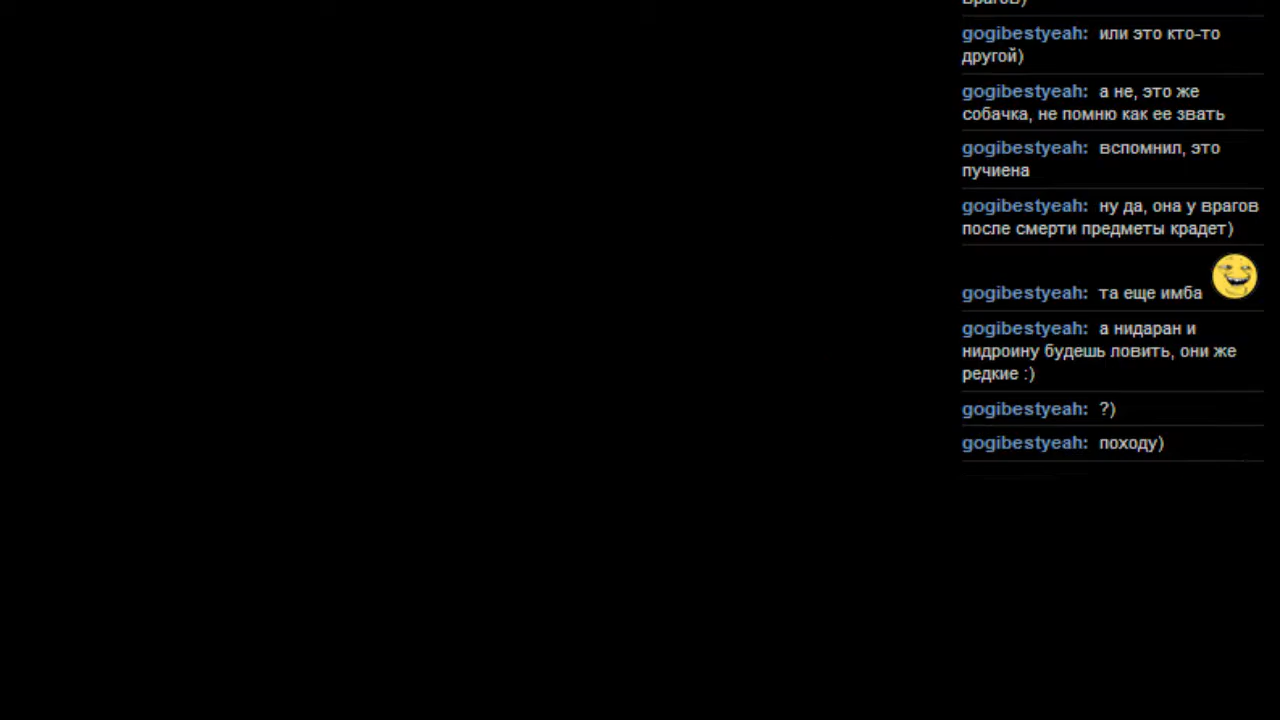 врагов)
gogibestyeah: или это кто-то
другой)
gogibestyeah: а не, это же
собачка, не помню как ее звать
gogibestyeah: вспомнил, это
пучиена
gogibestyeah: ну да, она у врагов
после смерти предметы крадет)
gogibestyeah: та еще имба
gogibestyeah: а нидаран и
нидроину будешь ловить, они же
редкие :)
gogibestyeah: ?)
gogibestyeah: походу)